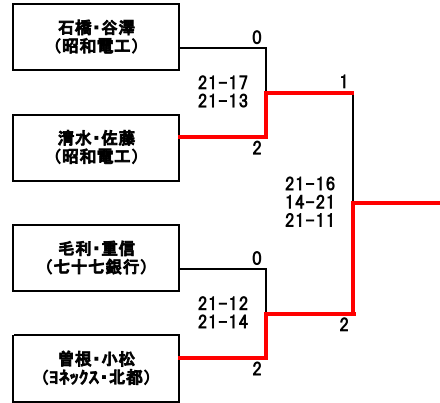 石橋・谷澤
(昭和電工)
0
21-17
21-13
1
清水・佐藤
(昭和電工)
2
21-16
14-21
21-11
毛利・重信
(七十七銀行)
0
21-12
21-14
2
曽根・小松
(ﾖﾈｯｸｽ・北都)
2